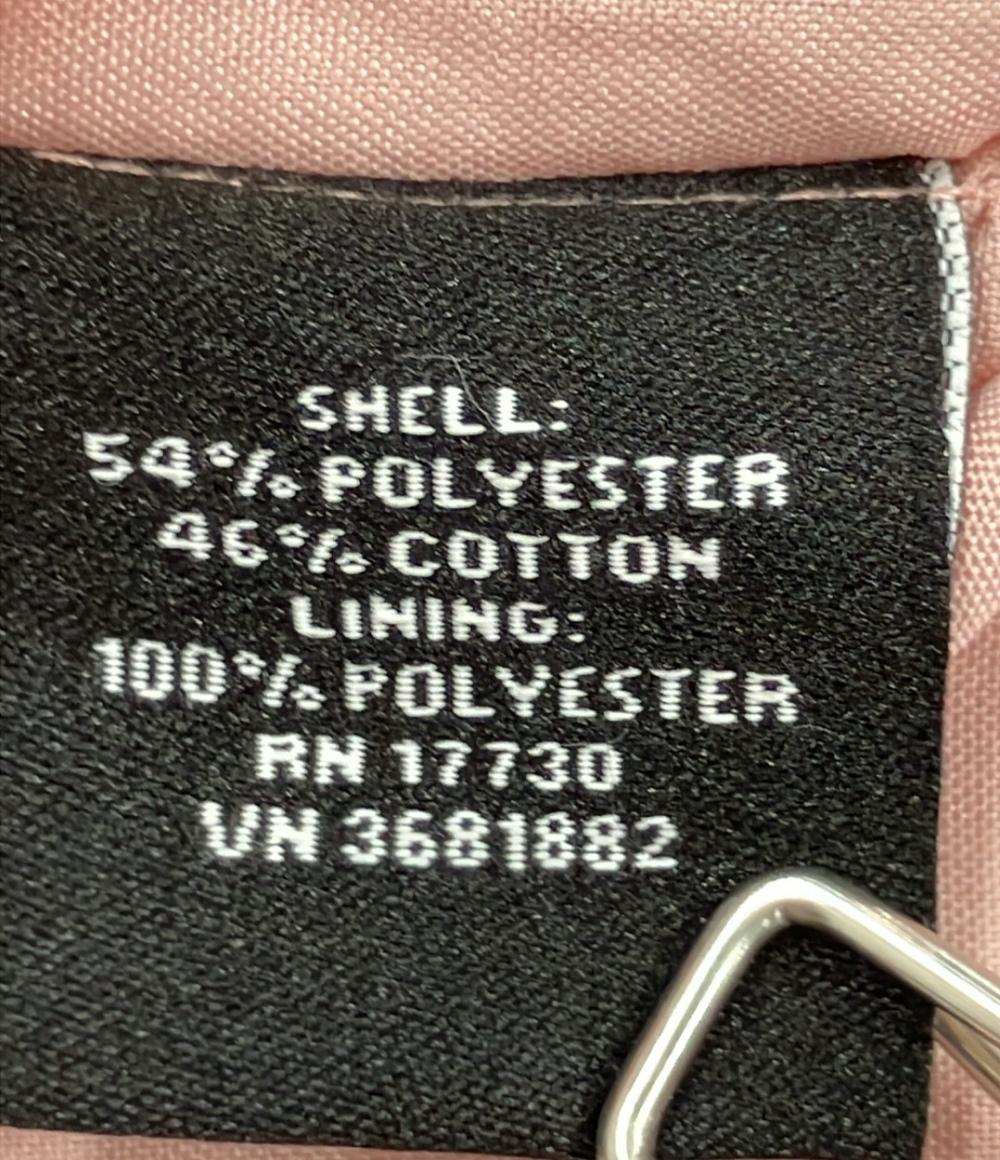 SHELL:
54% POLYESTER
46% COTTON
LINING:
100% POLYESTER
RN 17730
VN 3681882